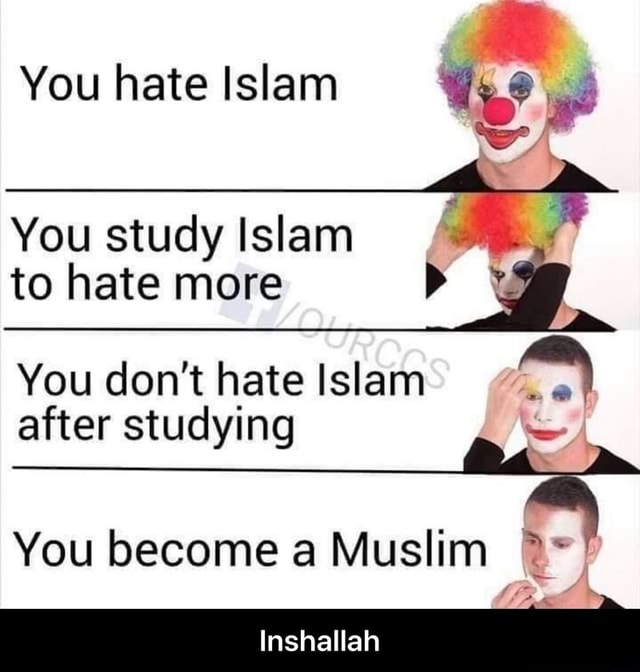 You hate Islam
You study Islam
to hate more
/OURCCS
You don't hate Islam
after studying
You become a Muslim
Inshallah